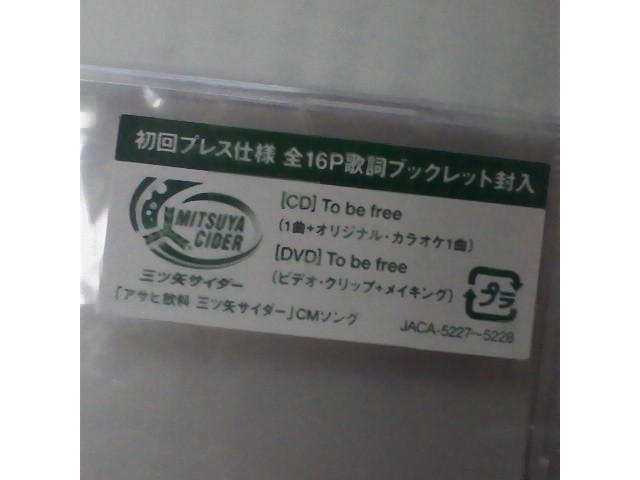 初回プレス仕様 全16P歌詞ブックレット封入
MITSUYA
CIDER
三ツ矢サイダー
[CD] To be free
(1曲+オリジナル・カラオケ1曲)
[DVD] To be free
(ビデオ・クリップ+メイキング)
プラ
「アサヒ飲料 三ツ矢サイダー」CMソング
JACA-5227~5228